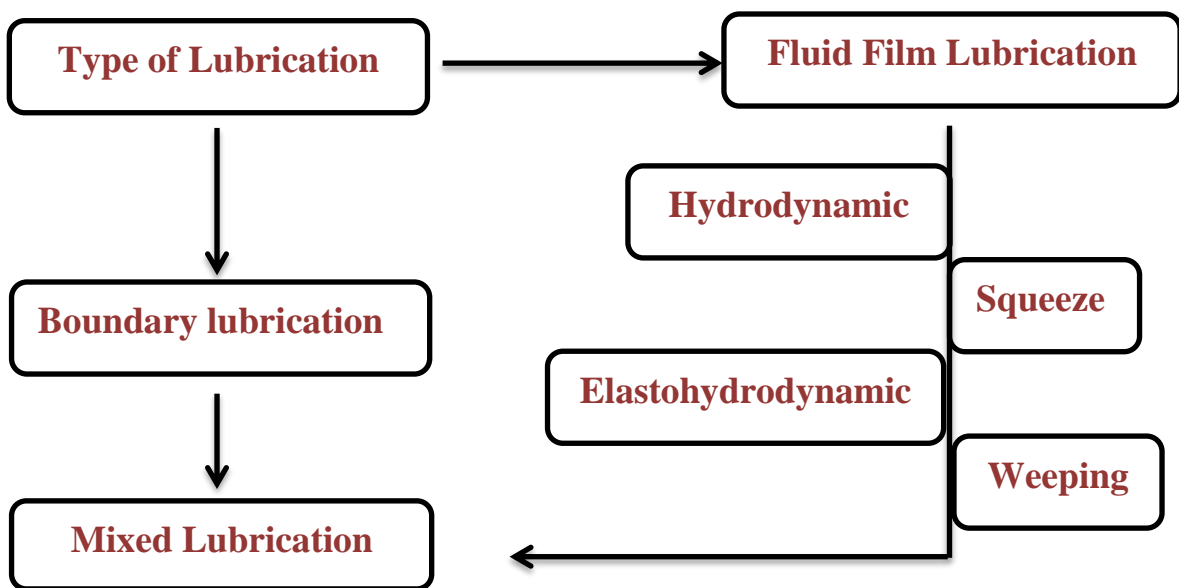 Type of Lubrication
Fluid Film Lubrication
Hydrodynamic
Squeeze
Boundary lubrication
Elastohydrodynamic
Weeping
Mixed Lubrication